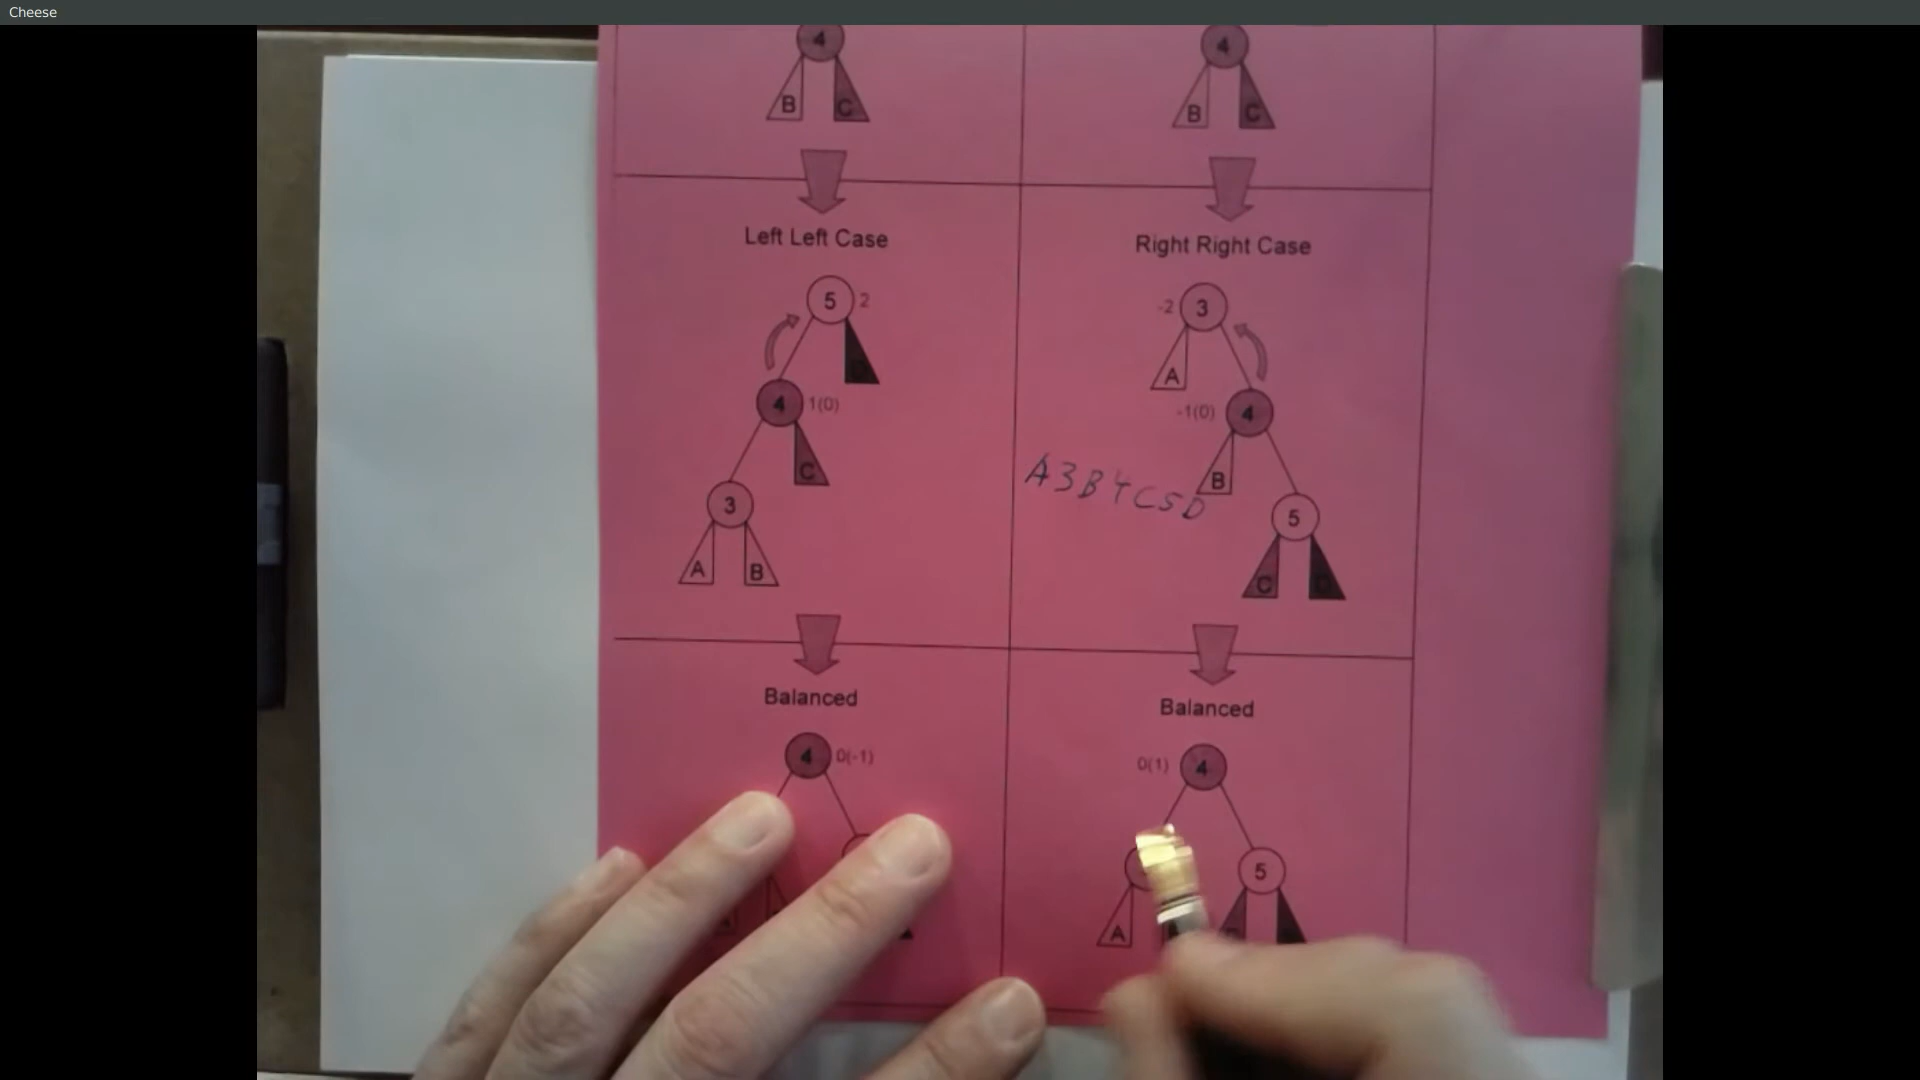 Cheese
4
4
B C
B C
Left Left Case
Right Right Case
5 2
-2 3
A
4 1(0)
-1(0) 4
C
A3B4C5D
B
3
5
A B
C
Balanced
Balanced
4 0(-1)
0(1) 4
5
A